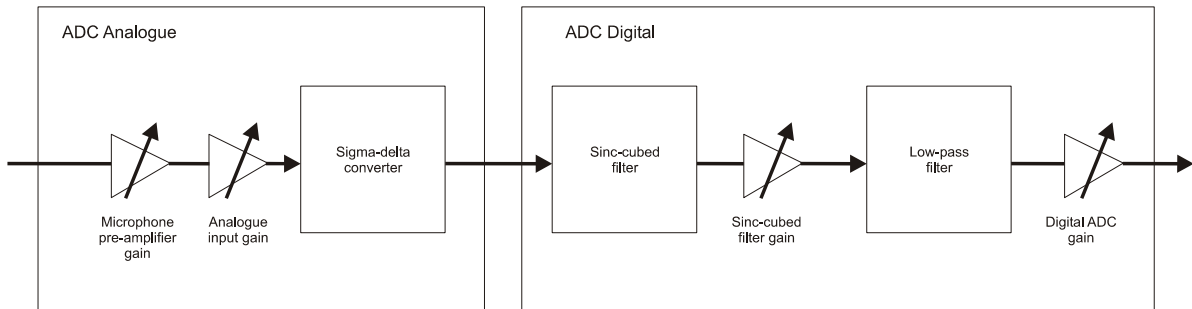 ADC Analogue
ADC Digital
Sigma-delta
converter
Sinc-cubed
filter
Low-pass
filter
Microphone
pre-amplifier
gain
Analogue
input gain
Sinc-cubed
filter gain
Digital ADC
gain